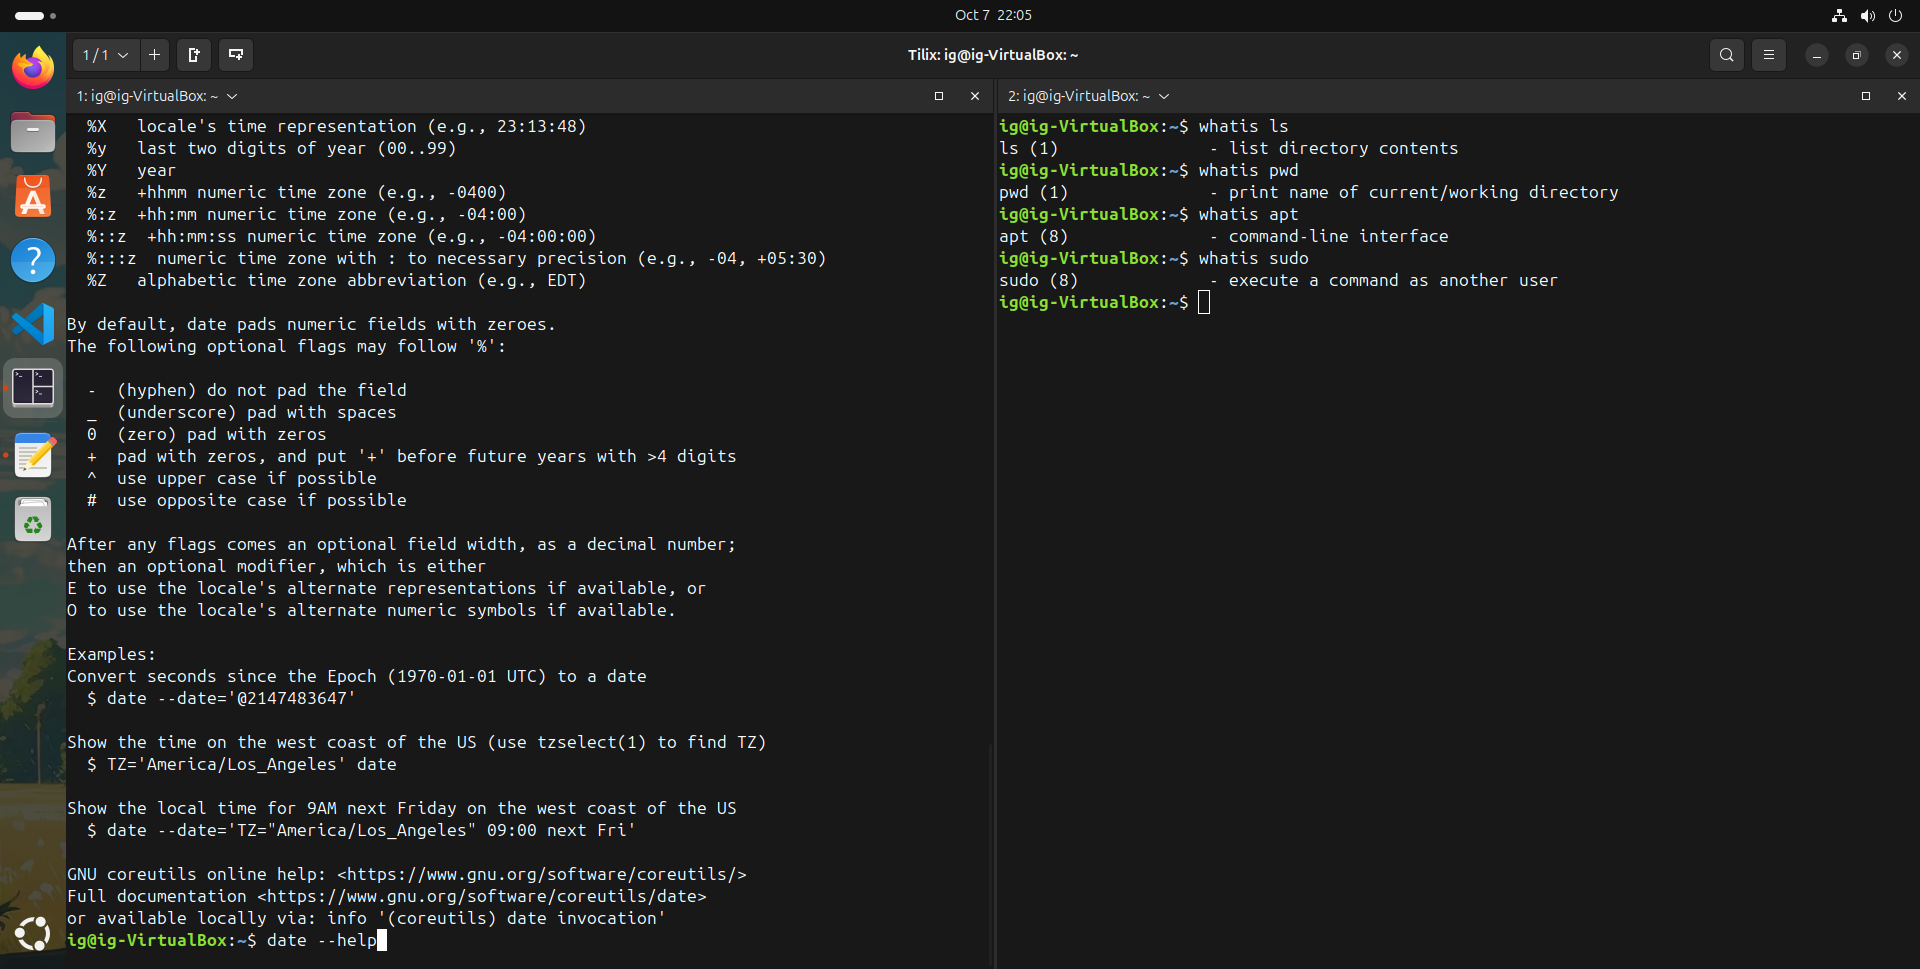 Oct 7 22:05
1 / 1
Tilix: ig@ig-VirtualBox: ~
1: ig@ig-VirtualBox: ~
%X locale's time representation (e.g., 23:13:48)
%y last two digits of year (00..99)
%Y year
%z +hhmm numeric time zone (e.g., -0400)
%:z +hh:mm numeric time zone (e.g., -04:00)
%::z +hh:mm:ss numeric time zone (e.g., -04:00:00)
%:::z numeric time zone with : to necessary precision (e.g., -04, +05:30)
%Z alphabetic time zone abbreviation (e.g., EDT)
By default, date pads numeric fields with zeroes.
The following optional flags may follow '%':
- (hyphen) do not pad the field
_ (underscore) pad with spaces
0 (zero) pad with zeros
+ pad with zeros, and put '+' before future years with >4 digits
^ use upper case if possible
# use opposite case if possible
After any flags comes an optional field width, as a decimal number;
then an optional modifier, which is either
E to use the locale's alternate representations if available, or
O to use the locale's alternate numeric symbols if available.
Examples:
Convert seconds since the Epoch (1970-01-01 UTC) to a date
$ date --date='@2147483647'
Show the time on the west coast of the US (use tzselect(1) to find TZ)
$ TZ='America/Los_Angeles' date
Show the local time for 9AM next Friday on the west coast of the US
$ date --date='TZ="America/Los_Angeles" 09:00 next Fri'
GNU coreutils online help: <https://www.gnu.org/software/coreutils/>
Full documentation <https://www.gnu.org/software/coreutils/date>
or available locally via: info '(coreutils) date invocation'
ig@ig-VirtualBox:~$ date --help
2: ig@ig-VirtualBox: ~
ig@ig-VirtualBox:~$ whatis ls
ls (1) - list directory contents
ig@ig-VirtualBox:~$ whatis pwd
pwd (1) - print name of current/working directory
ig@ig-VirtualBox:~$ whatis apt
apt (8) - command-line interface
ig@ig-VirtualBox:~$ whatis sudo
sudo (8) - execute a command as another user
ig@ig-VirtualBox:~$